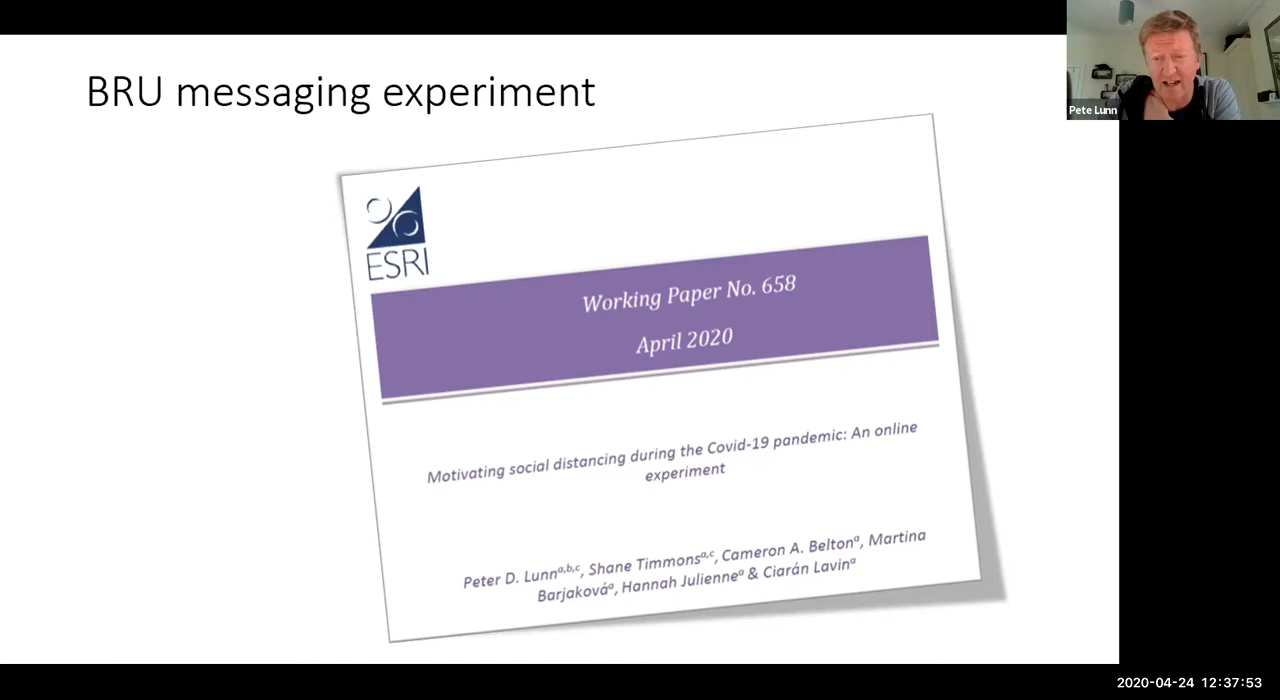 BRU messaging experiment
Pete Lunn
ESRI
Working Paper No. 658
April 2020
Motivating social distancing during the Covid-19 pandemic: An online
experiment
Peter D. Lunnᵃ,ᵇ,ᶜ, Shane Timmonsᵃ,ᶜ, Cameron A. Beltonᵃ, Martina
Barjakováᵃ, Hannah Julienneᵃ & Ciarán Lavinᵃ
2020-04-24 12:37:53